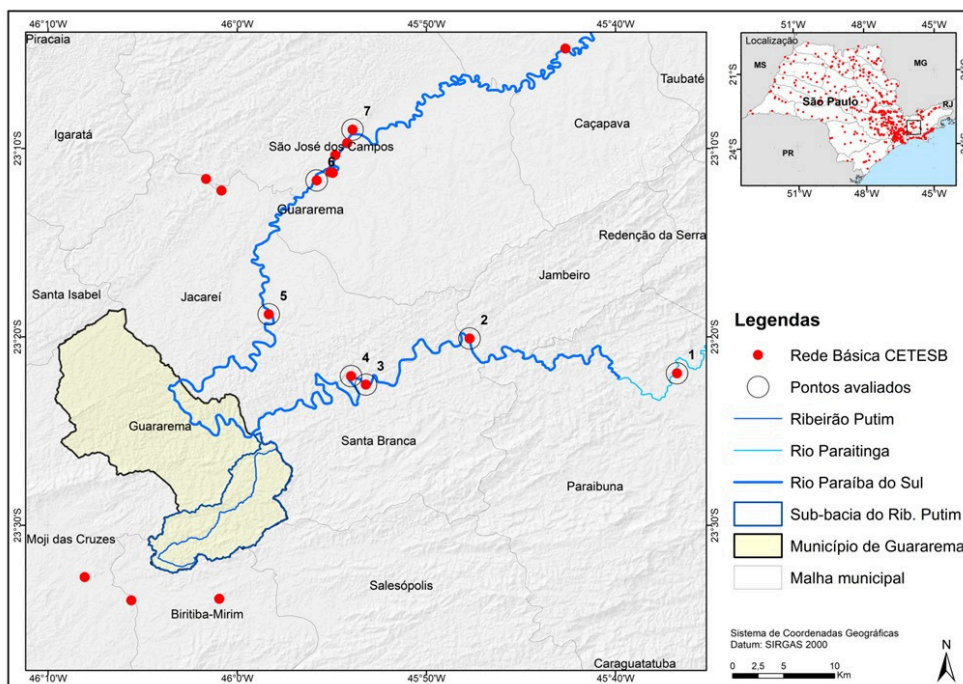 46°10'W
46°0'W
45°50'W
45°40'W
Piracaia
Taubaté
7
Igaratá
Caçapava
São José dos Campos
23°10'S
23°10'S
6
Guararema
Redenção da Serra
Jambeiro
Santa Isabel
Jacareí
5
2
23°20'S
23°20'S
1
4
3
Guararema
Santa Branca
Paraibuna
23°30'S
23°30'S
Moji das Cruzes
Salesópolis
Biritiba-Mirim
Caraguatatuba
46°10'W
46°0'W
45°50'W
45°40'W
51°W
48°W
45°W
Localização
MS
MG
21°S
São Paulo
RJ
24°S
PR
51°W
48°W
45°W
Legendas
Rede Básica CETESB
Pontos avaliados
Ribeirão Putim
Rio Paraitinga
Rio Paraíba do Sul
Sub-bacia do Rib. Putim
Município de Guararema
Malha municipal
Sistema de Coordenadas Geográficas
Datum: SIRGAS 2000
0 2.5 5 10
Km
N